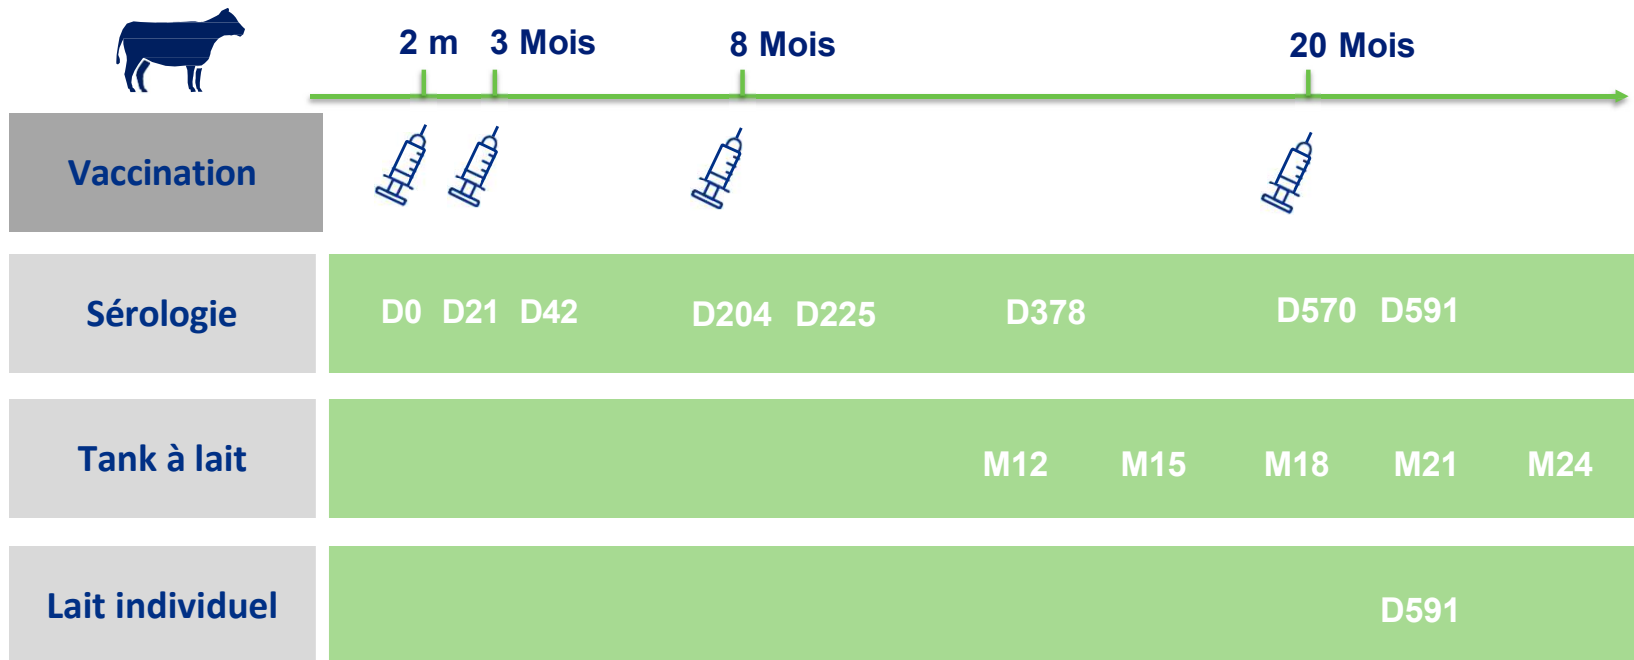 2 m 3 Mois 8 Mois 20 Mois
Vaccination
Sérologie D0 D21 D42 D204 D225 D378 D570 D591
Tank à lait M12 M15 M18 M21 M24
Lait individuel D591